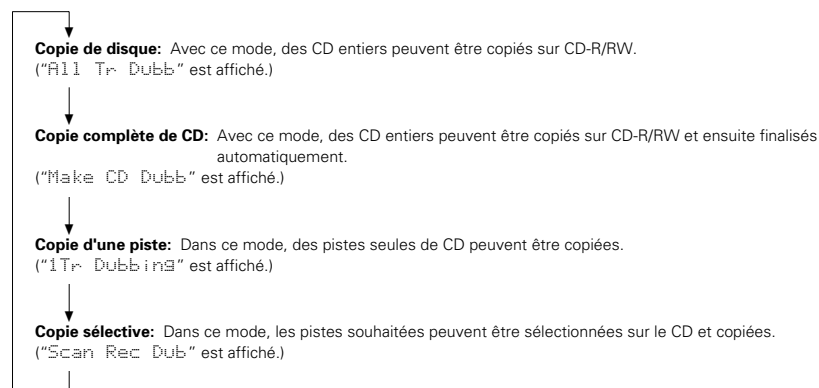 Copie de disque: Avec ce mode, des CD entiers peuvent être copiés sur CD-R/RW.
(“All Tr Dubb” est affiché.)
Copie complète de CD: Avec ce mode, des CD entiers peuvent être copiés sur CD-R/RW et ensuite finalisés
automatiquement.
(“Make CD Dubb” est affiché.)
Copie d'une piste: Dans ce mode, des pistes seules de CD peuvent être copiées.
(“1Tr Dubbing” est affiché.)
Copie sélective: Dans ce mode, les pistes souhaitées peuvent être sélectionnées sur le CD et copiées.
(“Scan Rec Dub” est affiché.)